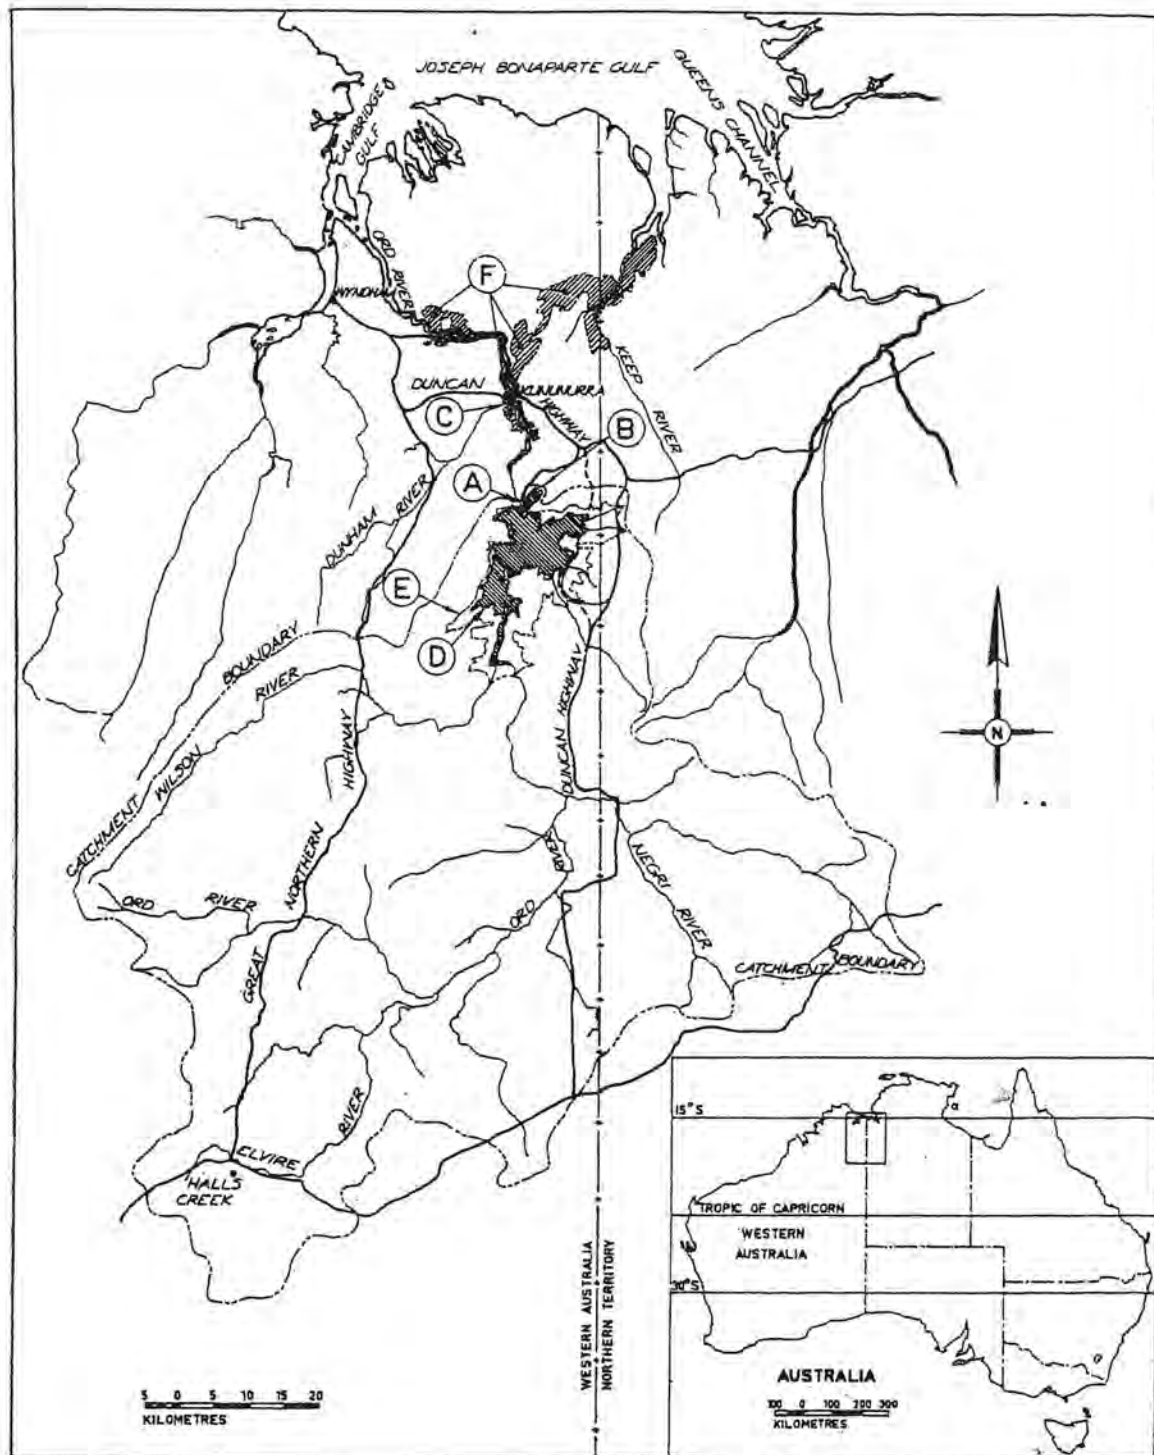 JOSEPH BONAPARTE GULF
QUEENS CHANNEL
CAMBRIDGE
GULF
ORD RIVER
F
WYNDHAM
KEEP RIVER
DUNCAN
HIGHWAY
KUNUNURRA
C
B
A
DUNHAM RIVER
E
D
CATCHMENT BOUNDARY
WILSON RIVER
DUNCAN HIGHWAY
N
GREAT NORTHERN HIGHWAY
ORD RIVER
ORD RIVER
NEGRI RIVER
CATCHMENT BOUNDARY
ELVIRE RIVER
HALLS
CREEK
WESTERN AUSTRALIA
NORTHERN TERRITORY
5 0 5 10 15 20
KILOMETRES
15°S
TROPIC OF CAPRICORN
WESTERN
AUSTRALIA
30°S
AUSTRALIA
100 0 100 200 300
KILOMETRES